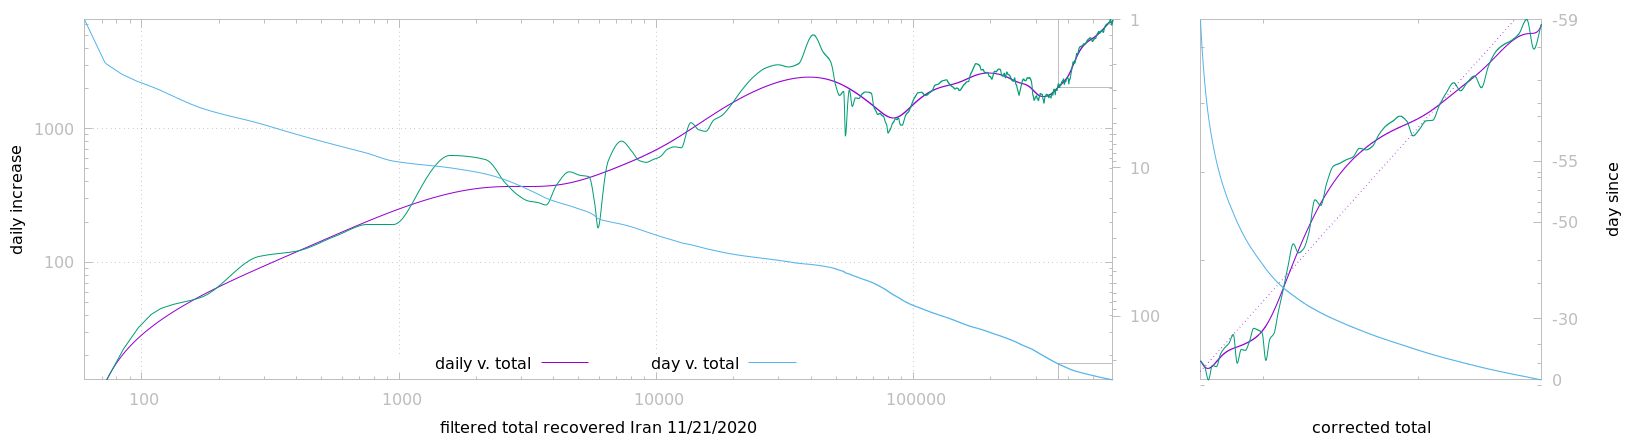 1
-59
1000
daily increase
10
-55
-50
day since
100
100
-30
daily v. total
day v. total
0
100
1000
10000
100000
filtered total recovered Iran 11/21/2020
corrected total